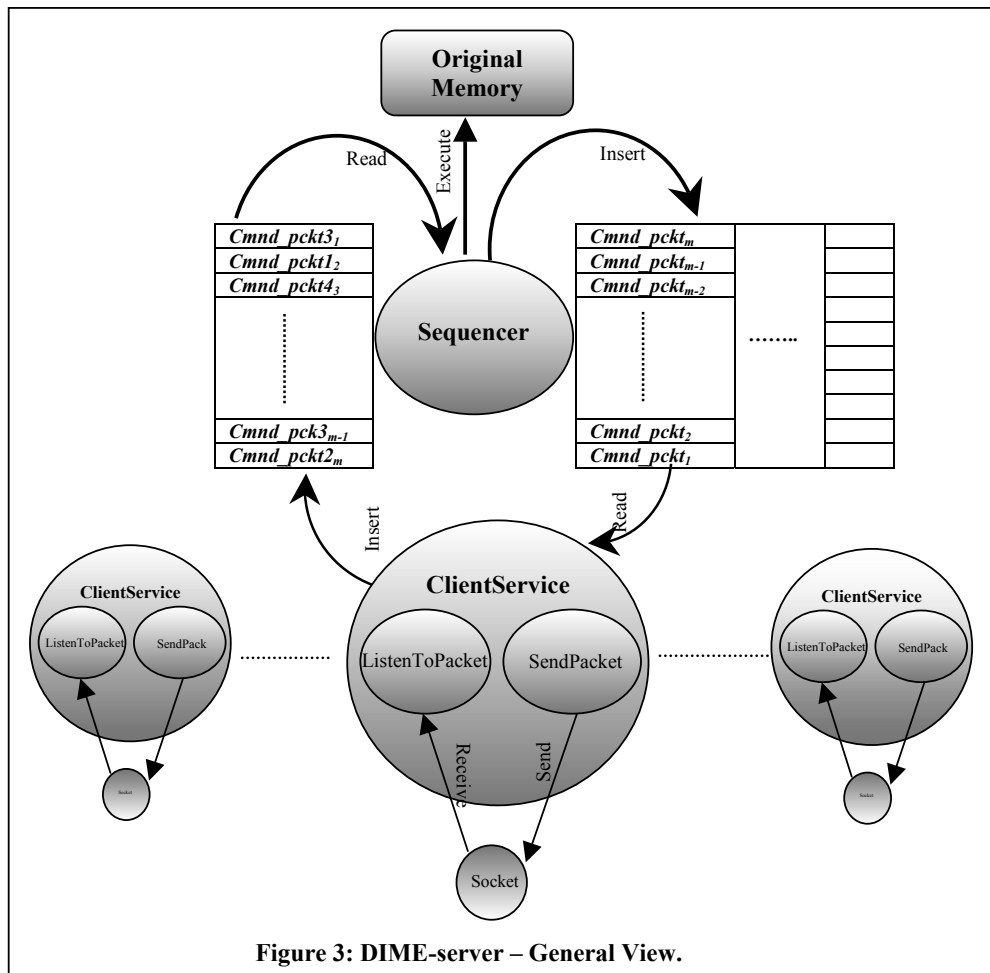 Original
Memory
Read
Execute
Insert
Cmnd_pckt3₁
Cmnd_pckt1₂
Cmnd_pckt4₃
Cmnd_pck3ₘ₋₁
Cmnd_pckt2ₘ
Sequencer
Cmnd_pcktₘ
Cmnd_pcktₘ₋₁
Cmnd_pcktₘ₋₂
Cmnd_pckt₂
Cmnd_pckt₁
........
Insert
Read
ClientService
ListenToPacket
SendPack
Socket
ClientService
ListenToPacket
SendPacket
Receive
Send
Socket
ClientService
ListenToPacket
SendPack
Socket
Figure 3: DIME-server – General View.